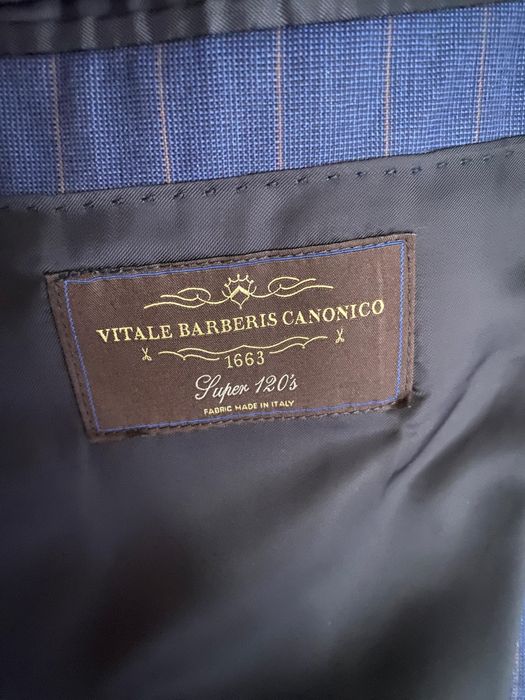 VITALE BARBERIS CANONICO
1663
Super 120's
FABRIC MADE IN ITALY